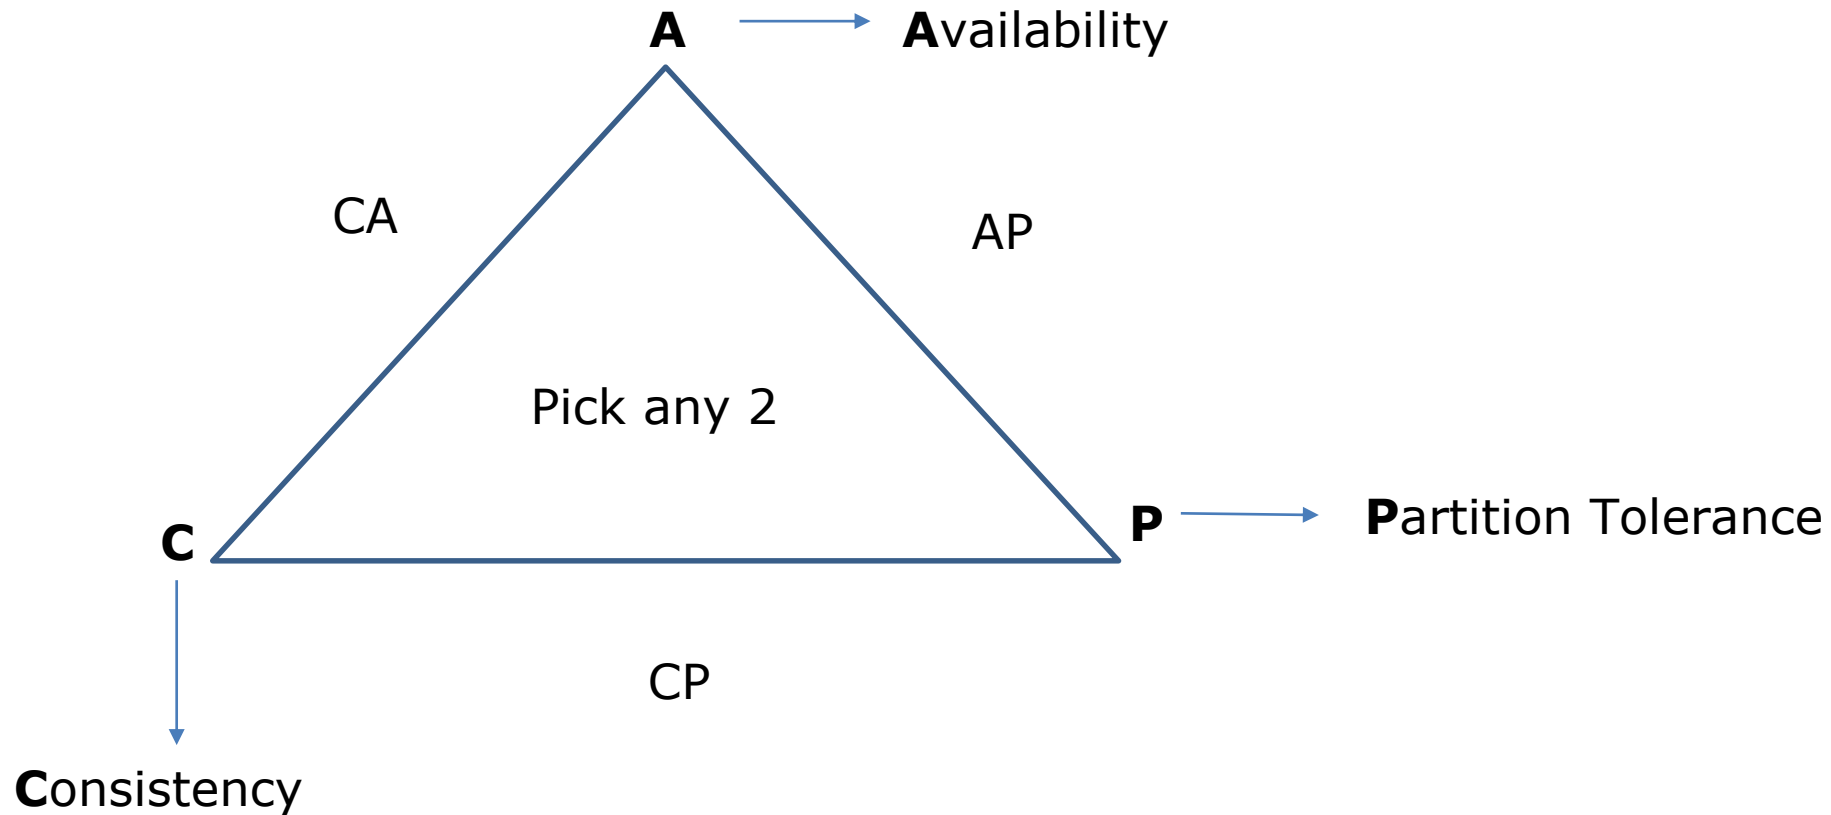 A
Availability
CA
AP
Pick any 2
C
P
Partition Tolerance
CP
Consistency